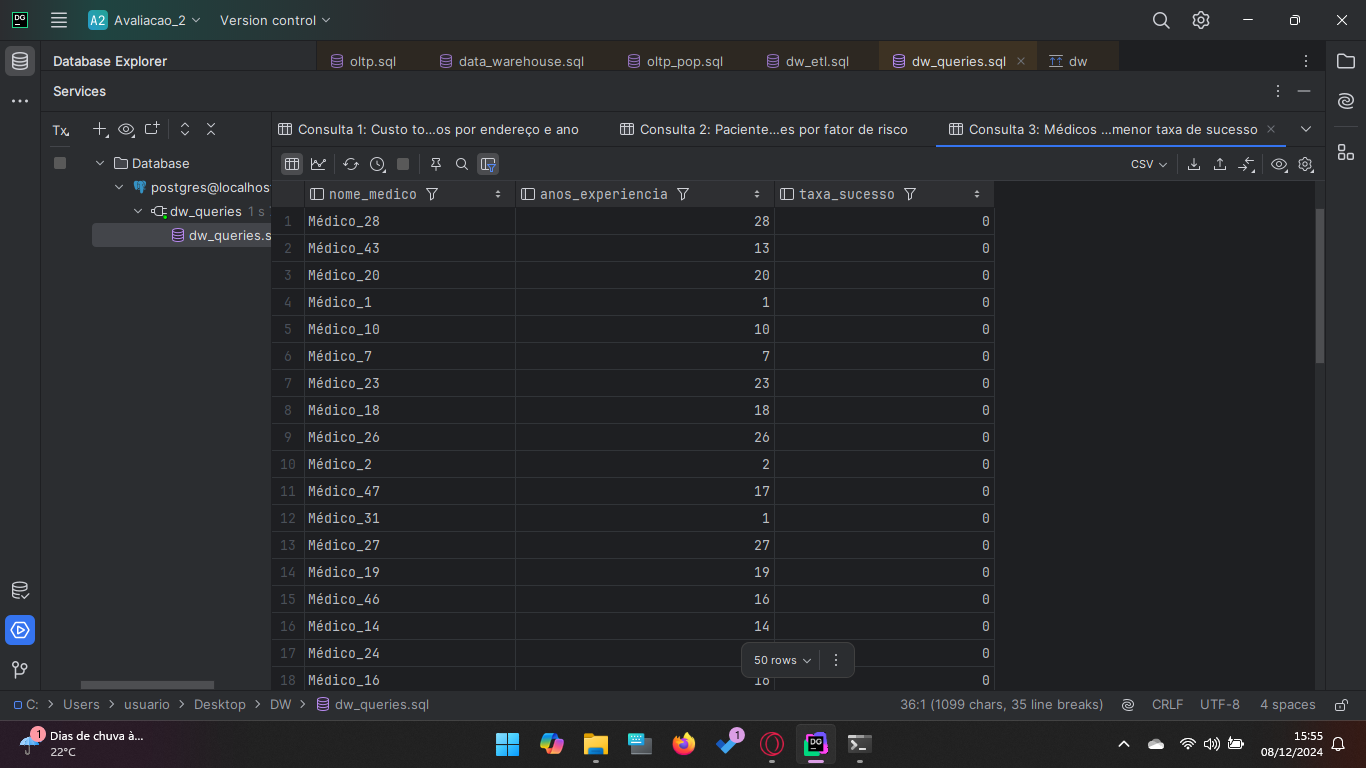 DG A2 Avaliacao_2 Version control
Database Explorer oltp.sql data_warehouse.sql oltp_pop.sql dw_etl.sql dw_queries.sql dw
Services
Tx Consulta 1: Custo to...os por endereço e ano Consulta 2: Paciente...es por fator de risco Consulta 3: Médicos ...menor taxa de sucesso
Database CSV
postgres@localhos
dw_queries 1 s
dw_queries.s
nome_medico anos_experiencia taxa_sucesso
1 Médico_28 28 0
2 Médico_43 13 0
3 Médico_20 20 0
4 Médico_1 1 0
5 Médico_10 10 0
6 Médico_7 7 0
7 Médico_23 23 0
8 Médico_18 18 0
9 Médico_26 26 0
10 Médico_2 2 0
11 Médico_47 17 0
12 Médico_31 1 0
13 Médico_27 27 0
14 Médico_19 19 0
15 Médico_46 16 0
16 Médico_14 14 0
17 Médico_24 0
18 Médico_16 16 0
50 rows
C: Users usuario Desktop DW dw_queries.sql 36:1 (1099 chars, 35 line breaks) CRLF UTF-8 4 spaces
1 Dias de chuva à...
22°C
1
DG
15:55
08/12/2024